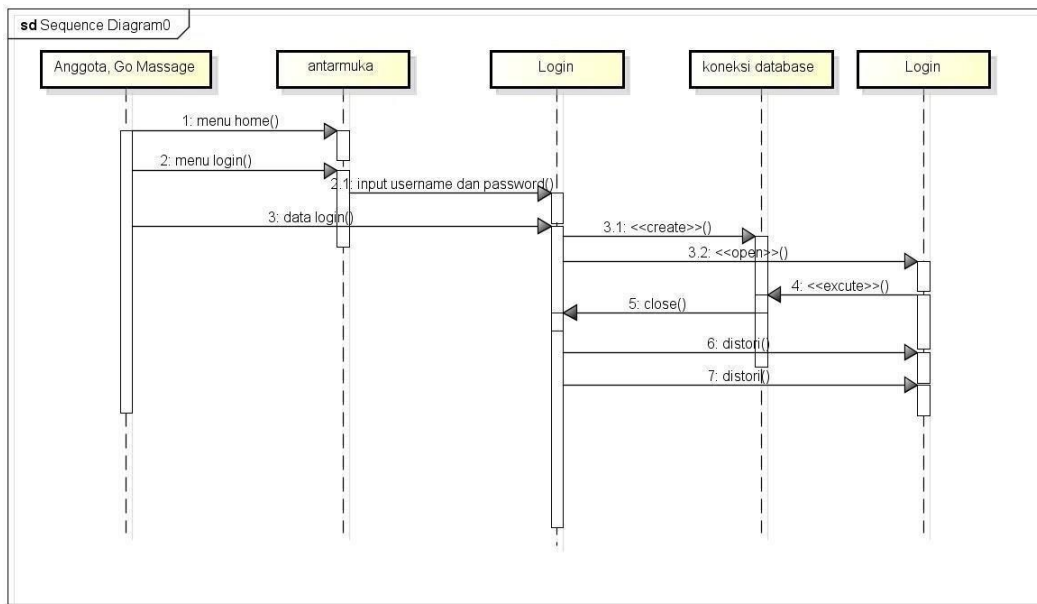 sd Sequence Diagram0
Anggota, Go Massage
antarmuka
Login
koneksi database
Login
1: menu home()
2: menu login()
2.1: input username dan password()
3: data login()
3.1: <<create>>()
3.2: <<open>>()
4: <<excute>>()
5: close()
6: distori()
7: distori()